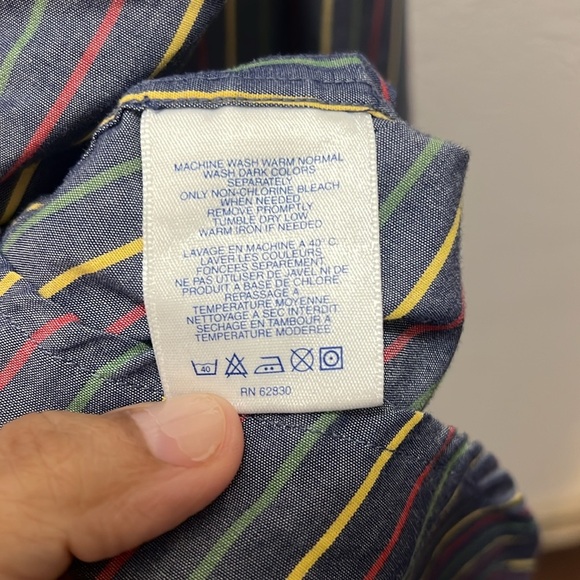 MACHINE WASH WARM NORMAL
WASH DARK COLORS
SEPARATELY
ONLY NON-CHLORINE BLEACH
WHEN NEEDED
REMOVE PROMPTLY
TUMBLE DRY LOW
WARM IRON IF NEEDED
LAVAGE EN MACHINE A 40° C.
LAVER LES COULEURS
FONCEES SEPAREMENT
NE PAS UTILISER DE JAVEL NI DE
PRODUIT A BASE DE CHLORE
REPASSAGE A
TEMPERATURE MOYENNE
NETTOYAGE A SEC INTERDIT
SECHAGE EN TAMBOUR A
TEMPERATURE MODEREE
40
RN 62830